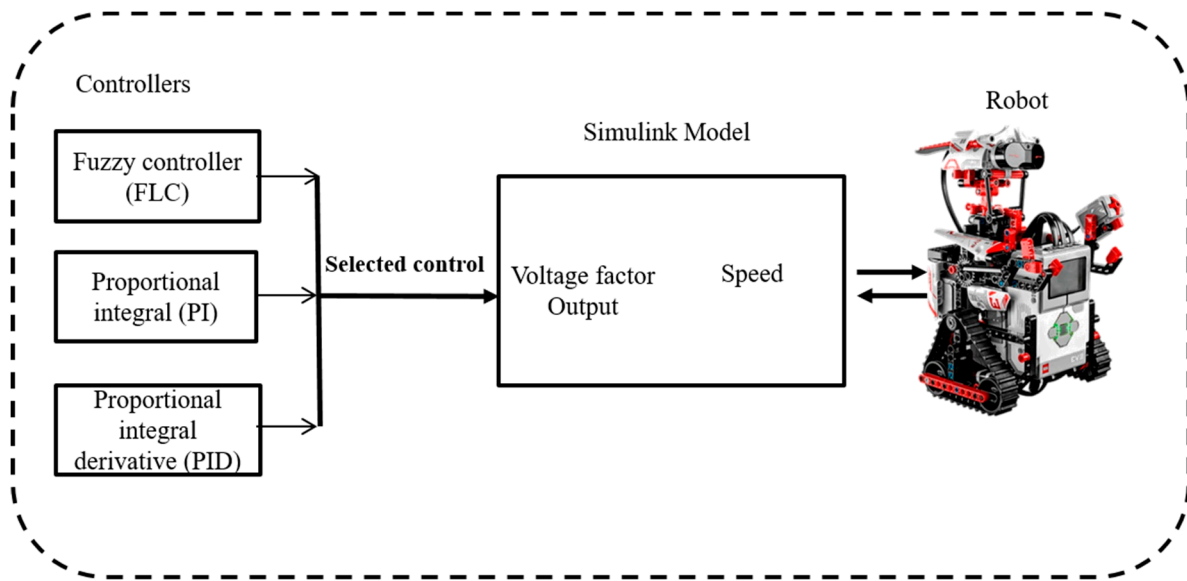 Controllers
Robot
Simulink Model
Fuzzy controller
(FLC)
Proportional
integral (PI)
Selected control
Voltage factor
Output
Speed
Proportional
integral
derivative (PID)